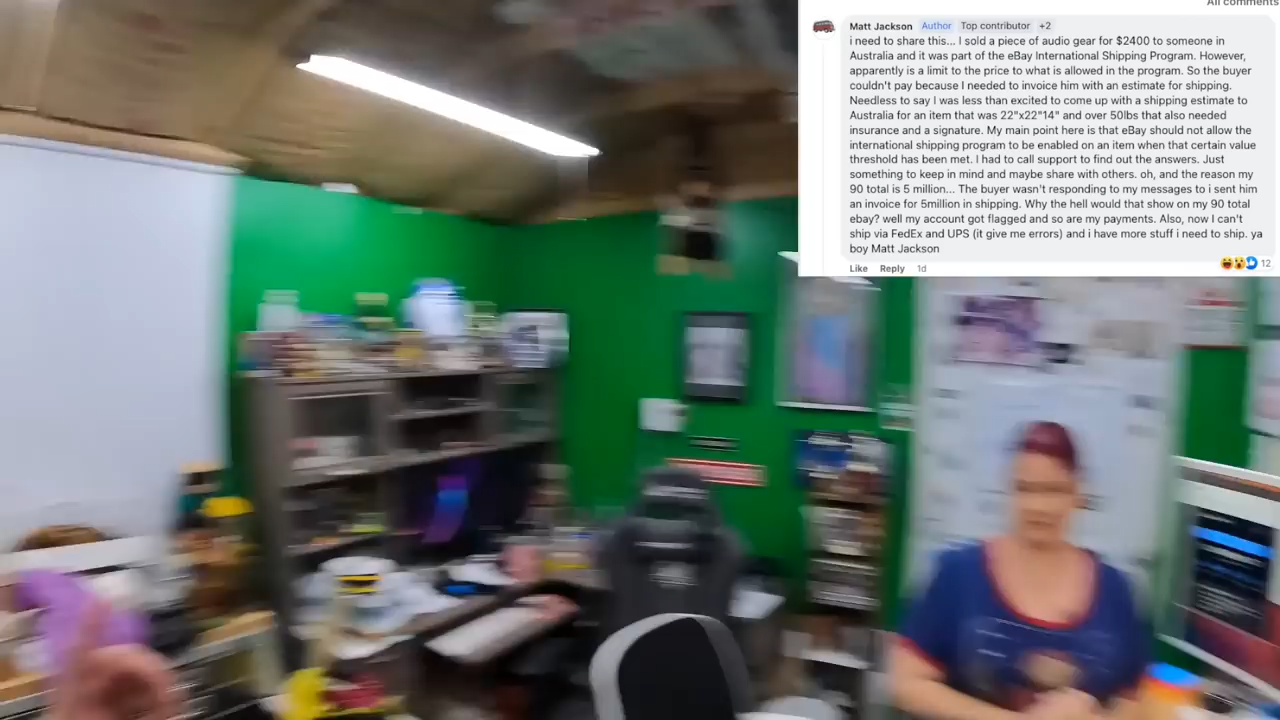 All comments
Matt Jackson Author Top contributor +2
i need to share this... I sold a piece of audio gear for $2400 to someone in
Australia and it was part of the eBay International Shipping Program. However,
apparently is a limit to the price to what is allowed in the program. So the buyer
couldn't pay because I needed to invoice him with an estimate for shipping.
Needless to say I was less than excited to come up with a shipping estimate to
Australia for an item that was 22"x22"14" and over 50lbs that also needed
insurance and a signature. My main point here is that eBay should not allow the
international shipping program to be enabled on an item when that certain value
threshold has been met. I had to call support to find out the answers. Just
something to keep in mind and maybe share with others. oh, and the reason my
90 total is 5 million... The buyer wasn't responding to my messages to i sent him
an invoice for 5million in shipping. Why the hell would that show on my 90 total
ebay? well my account got flagged and so are my payments. Also, now I can't
ship via FedEx and UPS (it give me errors) and i have more stuff i need to ship. ya
boy Matt Jackson
Like Reply 1d
12